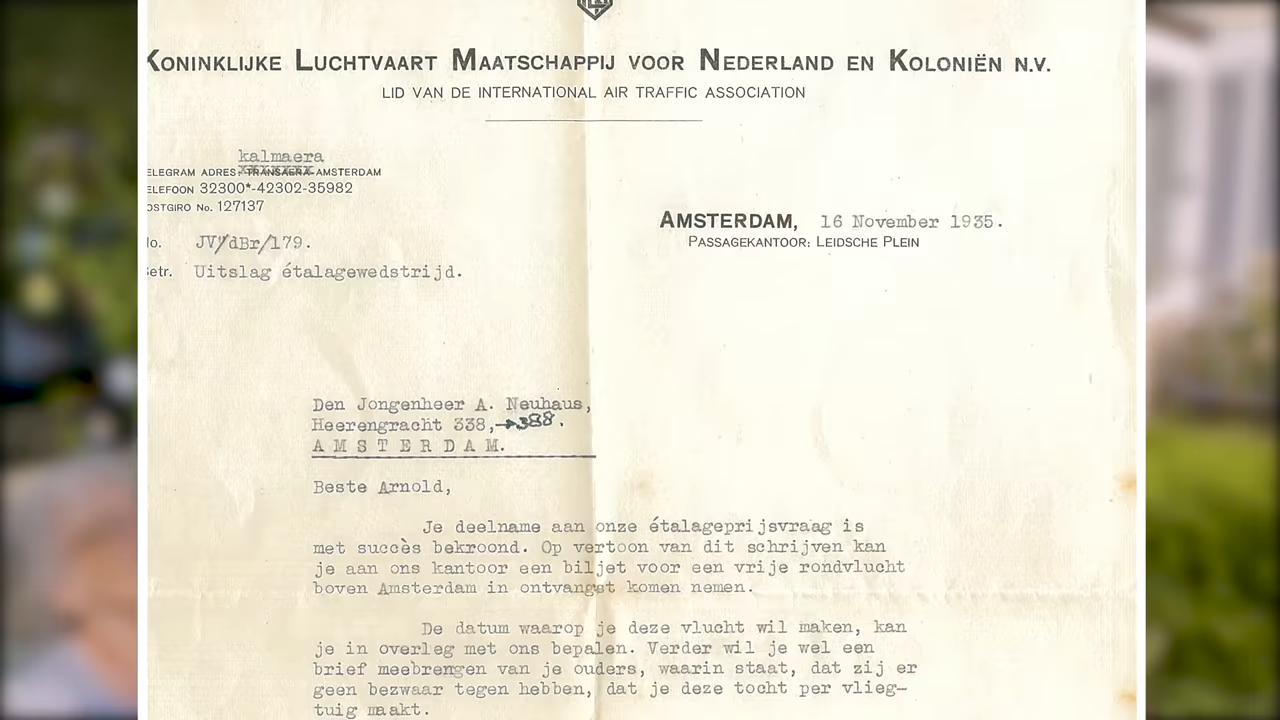 KONINKLIJKE LUCHTVAART MAATSCHAPPIJ VOOR NEDERLAND EN KOLONIËN N.V.
LID VAN DE INTERNATIONAL AIR TRAFFIC ASSOCIATION
kalmaera
ELEGRAM ADRES: TRANSAERA-AMSTERDAM
ELEFOON 32300*-42302-35982
OSTGIRO No. 127137
AMSTERDAM, 16 November 1935.
PASSAGEKANTOOR: LEIDSCHE PLEIN
No. JV/dBr/179.
Betr. Uitslag étalagewedstrijd.
Den Jongenheer A. Neuhaus,
Heerengracht 338, → 388.
AMSTERDAM.
Beste Arnold,
Je deelname aan onze étalageprijsvraag is
met succès bekroond. Op vertoon van dit schrijven kan
je aan ons kantoor een biljet voor een vrije rondvlucht
boven Amsterdam in ontvangst komen nemen.
De datum waarop je deze vlucht wil maken, kan
je in overleg met ons bepalen. Verder wil je wel een
brief meebrengen van je ouders, waarin staat, dat zij er
geen bezwaar tegen hebben, dat je deze tocht per vlieg-
tuig maakt.